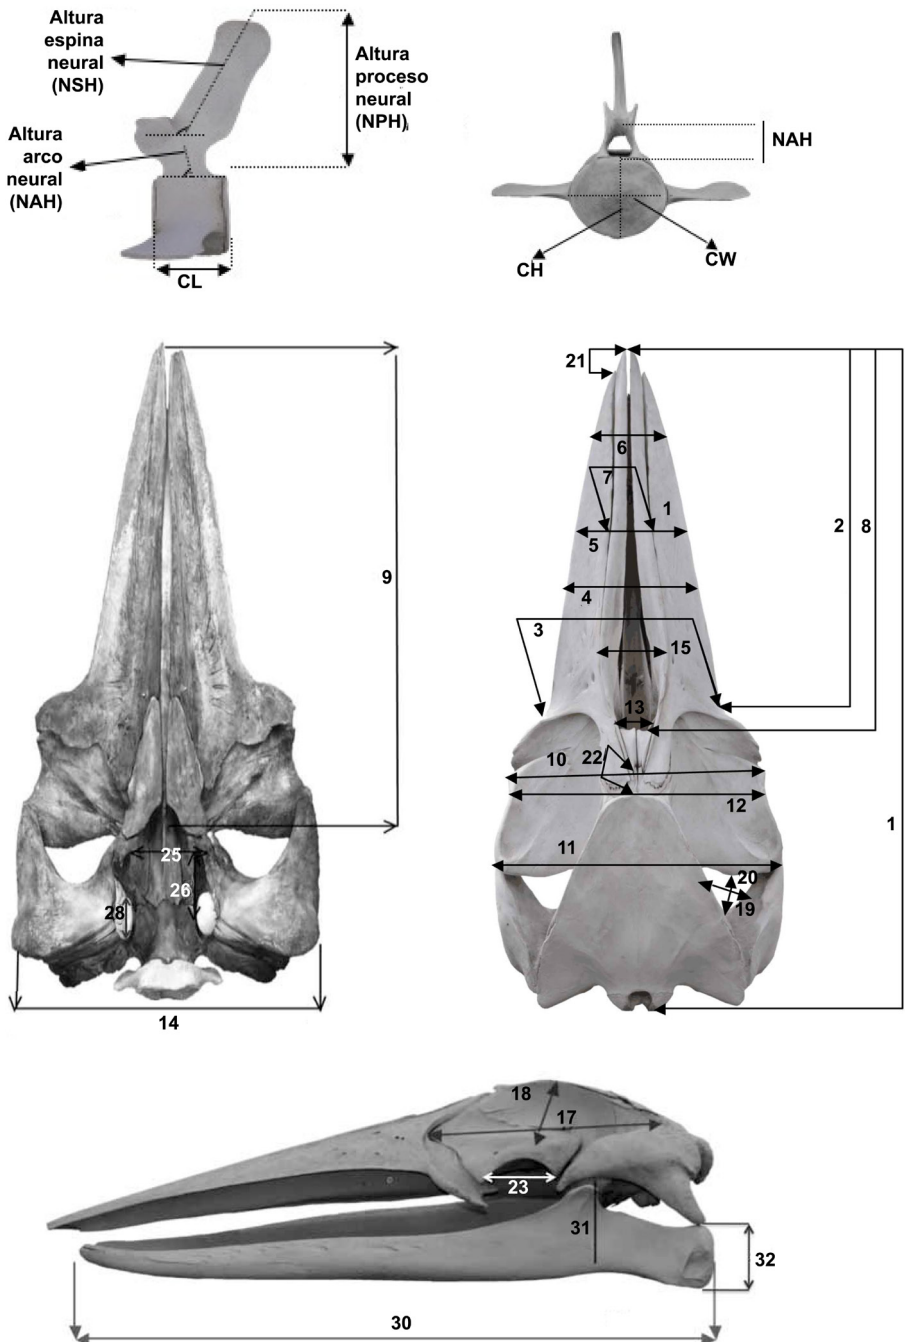 Altura
espina
neural
(NSH)
Altura
proceso
neural
(NPH)
Altura
arco
neural
(NAH)
CL
NAH
CH
CW
9
25
26
28
14
21
6
7
1
5
2
8
4
3
15
13
10
22
12
11
1
20
19
18
17
23
31
32
30